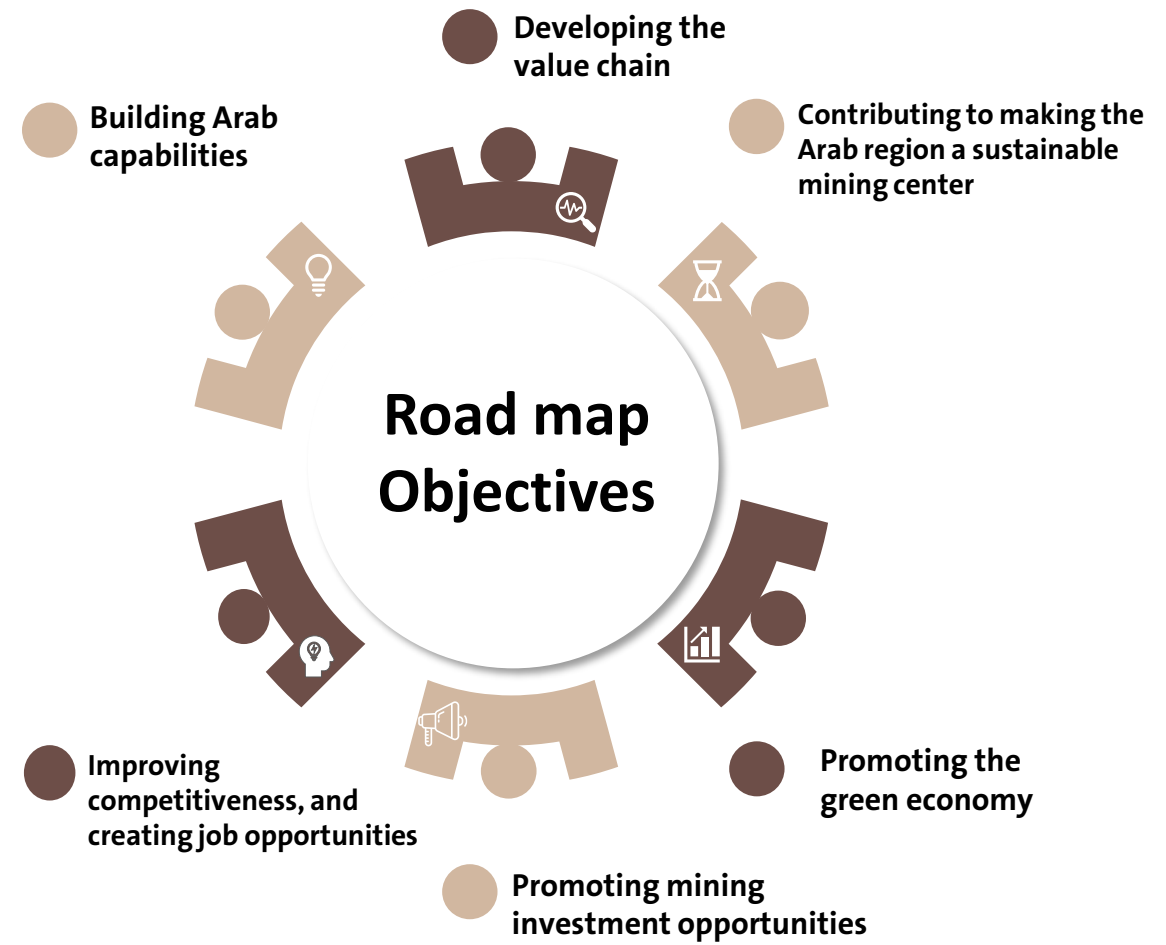 Developing the
value chain
Building Arab
capabilities
Contributing to making the
Arab region a sustainable
mining center
Road map
Objectives
Improving
competitiveness, and
creating job opportunities
Promoting the
green economy
Promoting mining
investment opportunities